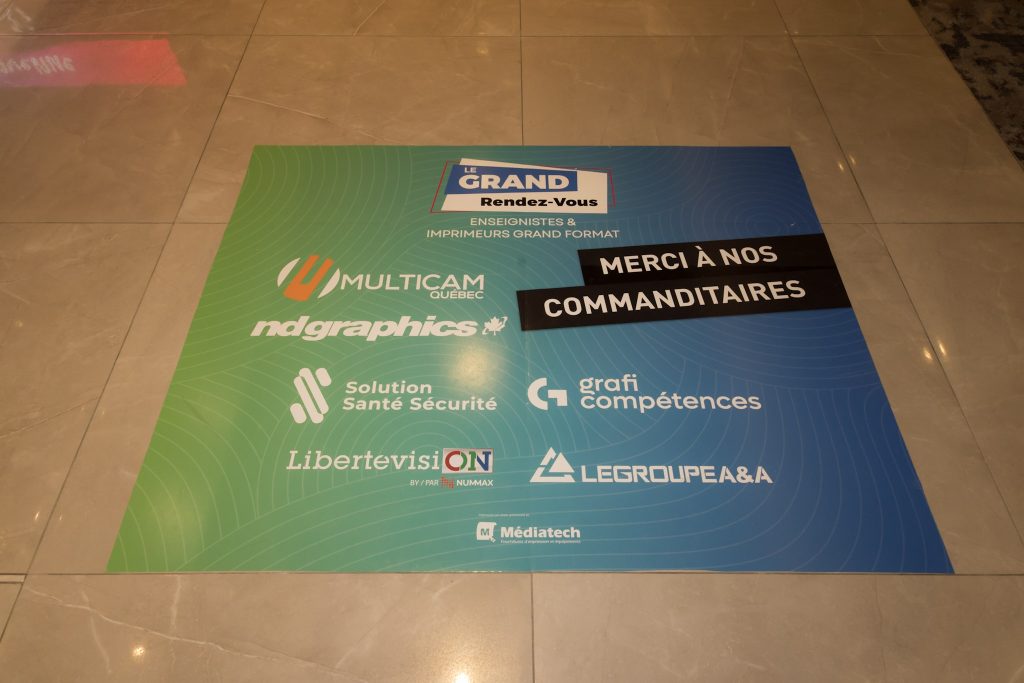 LE
GRAND
Rendez-Vous
ENSEIGNISTES &
IMPRIMEURS GRAND FORMAT
MERCI À NOS
COMMANDITAIRES
MULTICAM
QUÉBEC
ndgraphics
Solution
Santé Sécurité
grafi
compétences
LibertevisiON
BY / PAR NUMMAX
LEGROUPEA&A
M
Médiatech